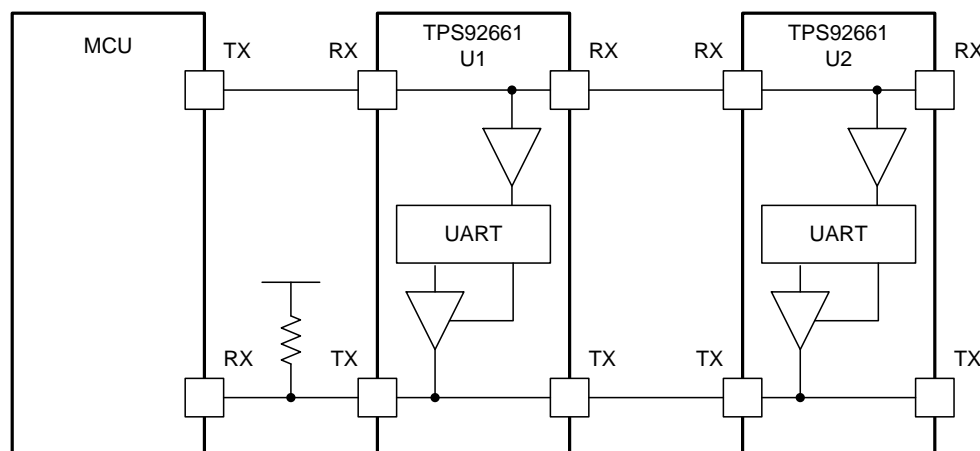 MCU
TX
RX
TPS92661
U1
RX
RX
TPS92661
U2
RX
UART
UART
RX
TX
TX
TX
TX